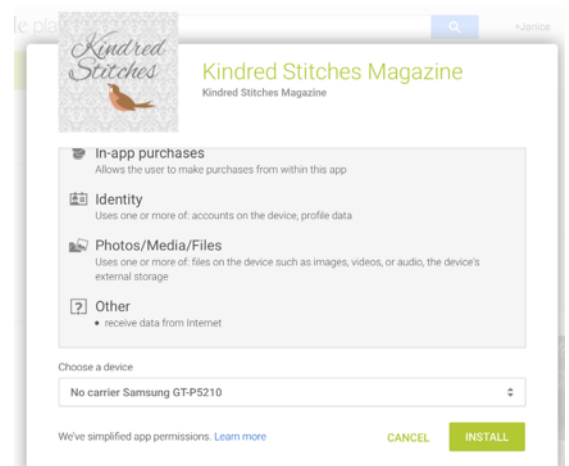 le pla
+Janice
Kindred
Stitches
Kindred Stitches Magazine
Kindred Stitches Magazine
In-app purchases
Allows the user to make purchases from within this app
Identity
Uses one or more of: accounts on the device, profile data
Photos/Media/Files
Uses one or more of: files on the device such as images, videos, or audio, the device's
external storage
? Other
• receive data from Internet
Choose a device
No carrier Samsung GT-P5210
We've simplified app permissions. Learn more
CANCEL
INSTALL